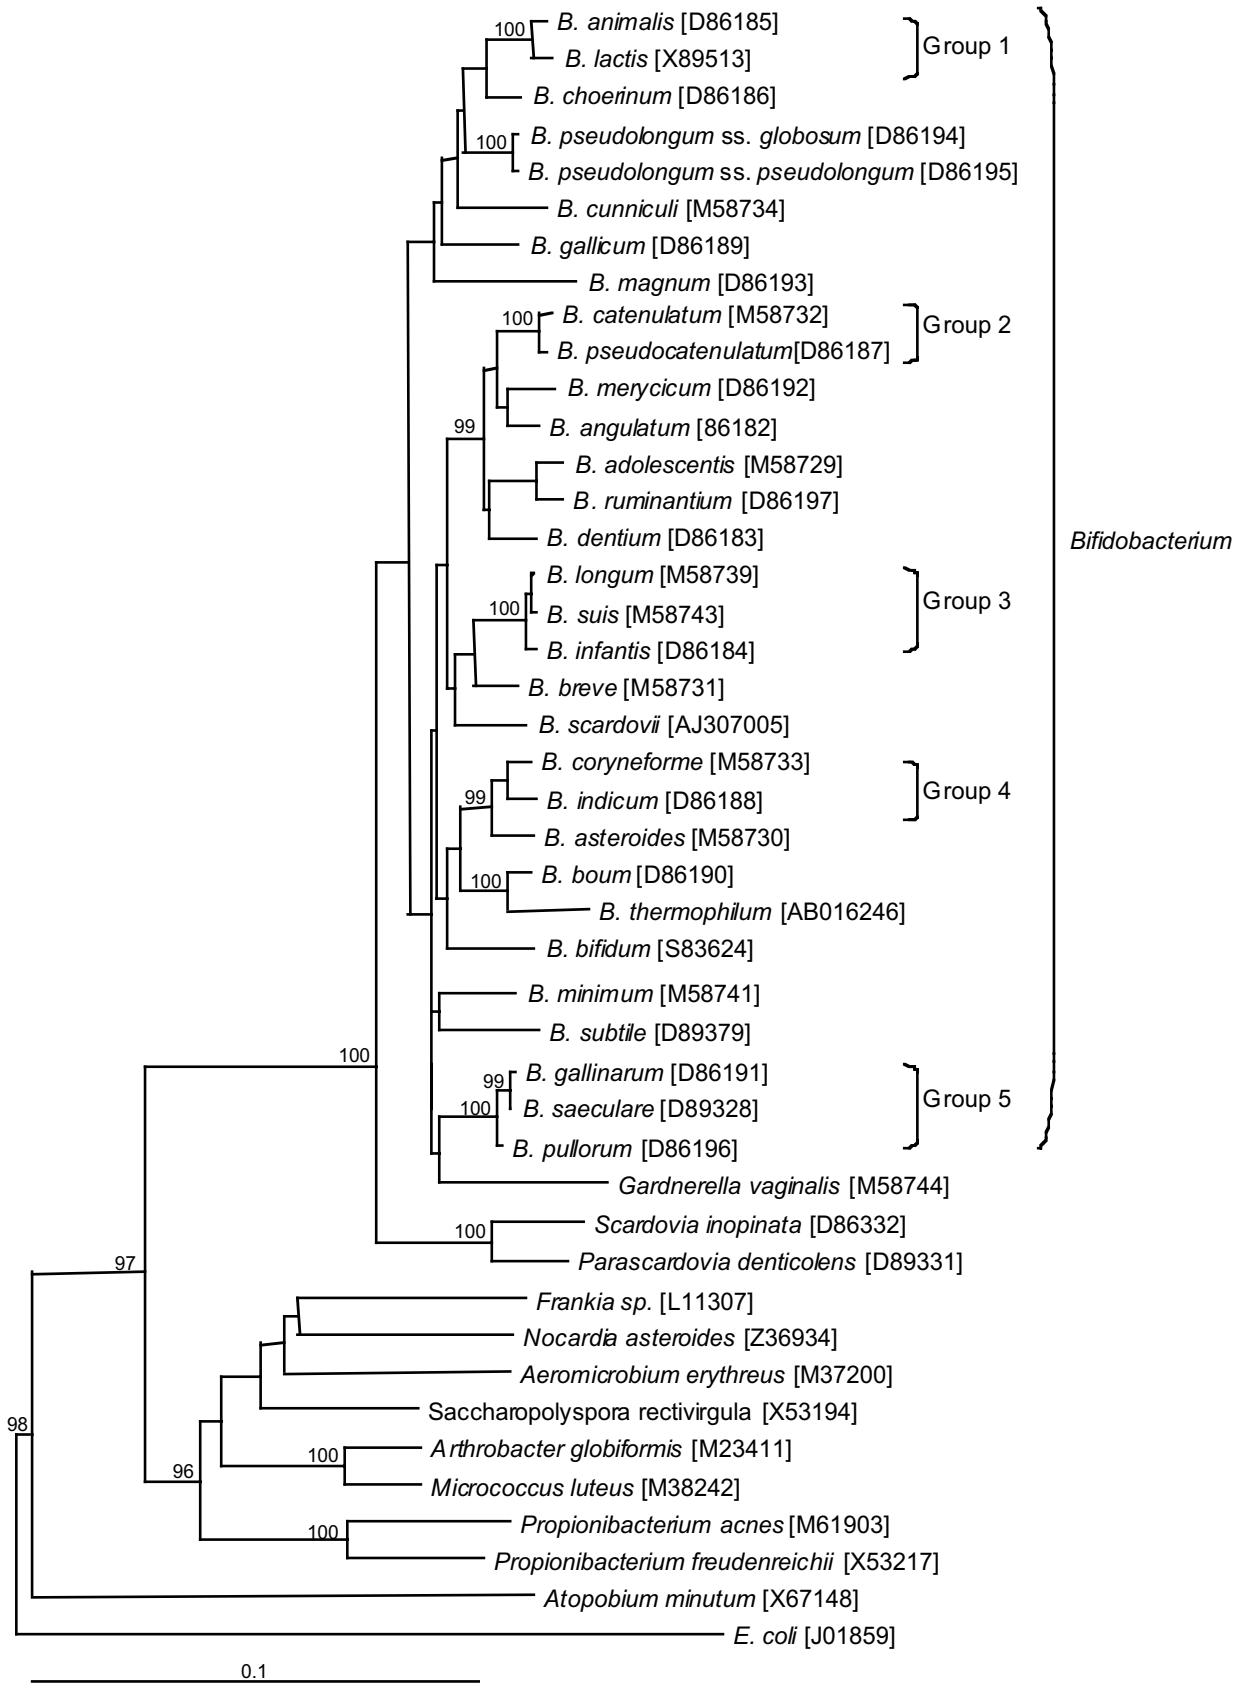 100
B. animalis [D86185]
B. lactis [X89513]
Group 1
B. choerinum [D86186]
100
B. pseudolongum ss. globosum [D86194]
B. pseudolongum ss. pseudolongum [D86195]
B. cunniculi [M58734]
B. gallicum [D86189]
B. magnum [D86193]
100
B. catenulatum [M58732]
B. pseudocatenulatum[D86187]
Group 2
B. merycicum [D86192]
99
B. angulatum [86182]
B. adolescentis [M58729]
B. ruminantium [D86197]
B. dentium [D86183]
Bifidobacterium
B. longum [M58739]
100
B. suis [M58743]
B. infantis [D86184]
Group 3
B. breve [M58731]
B. scardovii [AJ307005]
B. coryneforme [M58733]
99
B. indicum [D86188]
Group 4
B. asteroides [M58730]
100
B. boum [D86190]
B. thermophilum [AB016246]
B. bifidum [S83624]
B. minimum [M58741]
B. subtile [D89379]
100
99
B. gallinarum [D86191]
100
B. saeculare [D89328]
Group 5
B. pullorum [D86196]
Gardnerella vaginalis [M58744]
100
Scardovia inopinata [D86332]
Parascardovia denticolens [D89331]
97
Frankia sp. [L11307]
Nocardia asteroides [Z36934]
Aeromicrobium erythreus [M37200]
Saccharopolyspora rectivirgula [X53194]
98
100
Arthrobacter globiformis [M23411]
96
Micrococcus luteus [M38242]
100
Propionibacterium acnes [M61903]
Propionibacterium freudenreichii [X53217]
Atopobium minutum [X67148]
E. coli [J01859]
0.1